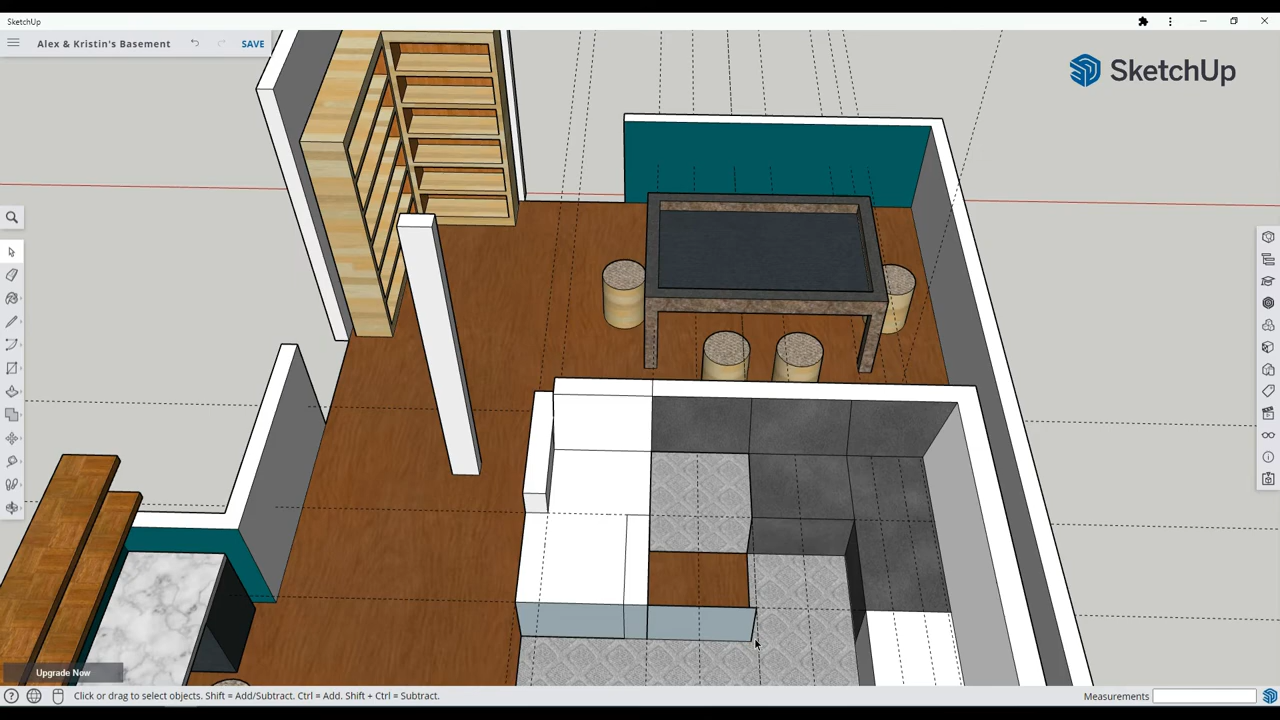 SketchUp
Alex & Kristin's Basement
SAVE
SketchUp
Upgrade Now
Click or drag to select objects. Shift = Add/Subtract. Ctrl = Add. Shift + Ctrl = Subtract.
Measurements